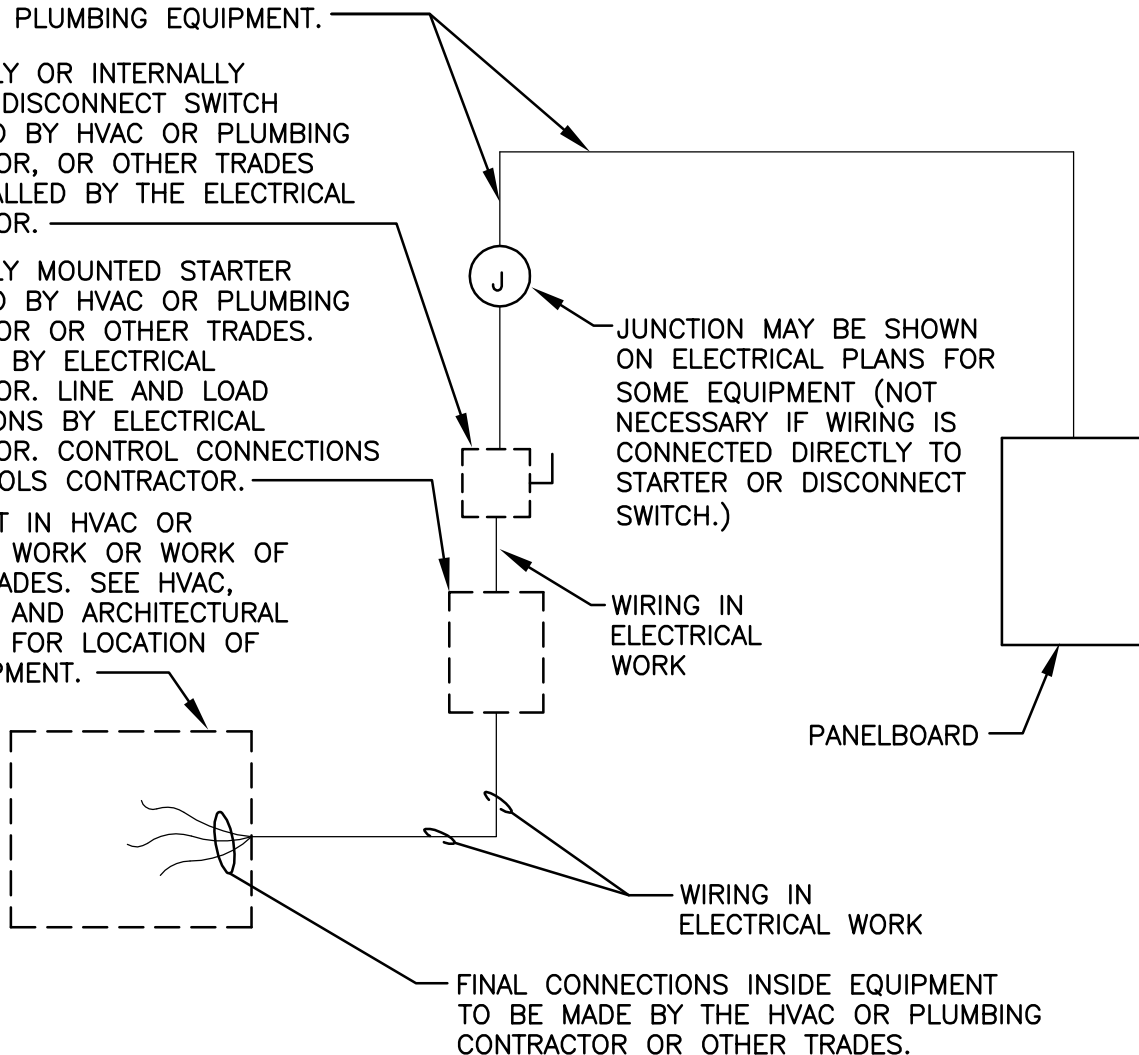 PLUMBING EQUIPMENT.
LY OR INTERNALLY
DISCONNECT SWITCH
D BY HVAC OR PLUMBING
OR, OR OTHER TRADES
ALLED BY THE ELECTRICAL
OR.
LY MOUNTED STARTER
D BY HVAC OR PLUMBING
OR OR OTHER TRADES.
BY ELECTRICAL
OR. LINE AND LOAD
ONS BY ELECTRICAL
OR. CONTROL CONNECTIONS
OLS CONTRACTOR.
T IN HVAC OR
WORK OR WORK OF
ADES. SEE HVAC,
AND ARCHITECTURAL
FOR LOCATION OF
PMENT.
J
JUNCTION MAY BE SHOWN
ON ELECTRICAL PLANS FOR
SOME EQUIPMENT (NOT
NECESSARY IF WIRING IS
CONNECTED DIRECTLY TO
STARTER OR DISCONNECT
SWITCH.)
WIRING IN
ELECTRICAL
WORK
PANELBOARD
WIRING IN
ELECTRICAL WORK
FINAL CONNECTIONS INSIDE EQUIPMENT
TO BE MADE BY THE HVAC OR PLUMBING
CONTRACTOR OR OTHER TRADES.